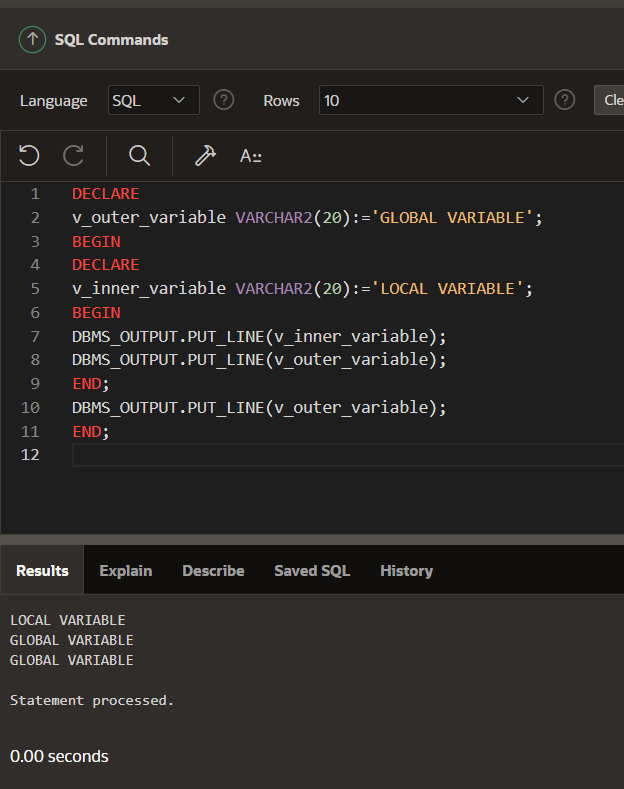 SQL Commands
Language SQL ? Rows 10 ? Cle
A::
1 DECLARE
2 v_outer_variable VARCHAR2(20):='GLOBAL VARIABLE';
3 BEGIN
4 DECLARE
5 v_inner_variable VARCHAR2(20):='LOCAL VARIABLE';
6 BEGIN
7 DBMS_OUTPUT.PUT_LINE(v_inner_variable);
8 DBMS_OUTPUT.PUT_LINE(v_outer_variable);
9 END;
10 DBMS_OUTPUT.PUT_LINE(v_outer_variable);
11 END;
12
Results Explain Describe Saved SQL History
LOCAL VARIABLE
GLOBAL VARIABLE
GLOBAL VARIABLE
Statement processed.
0.00 seconds